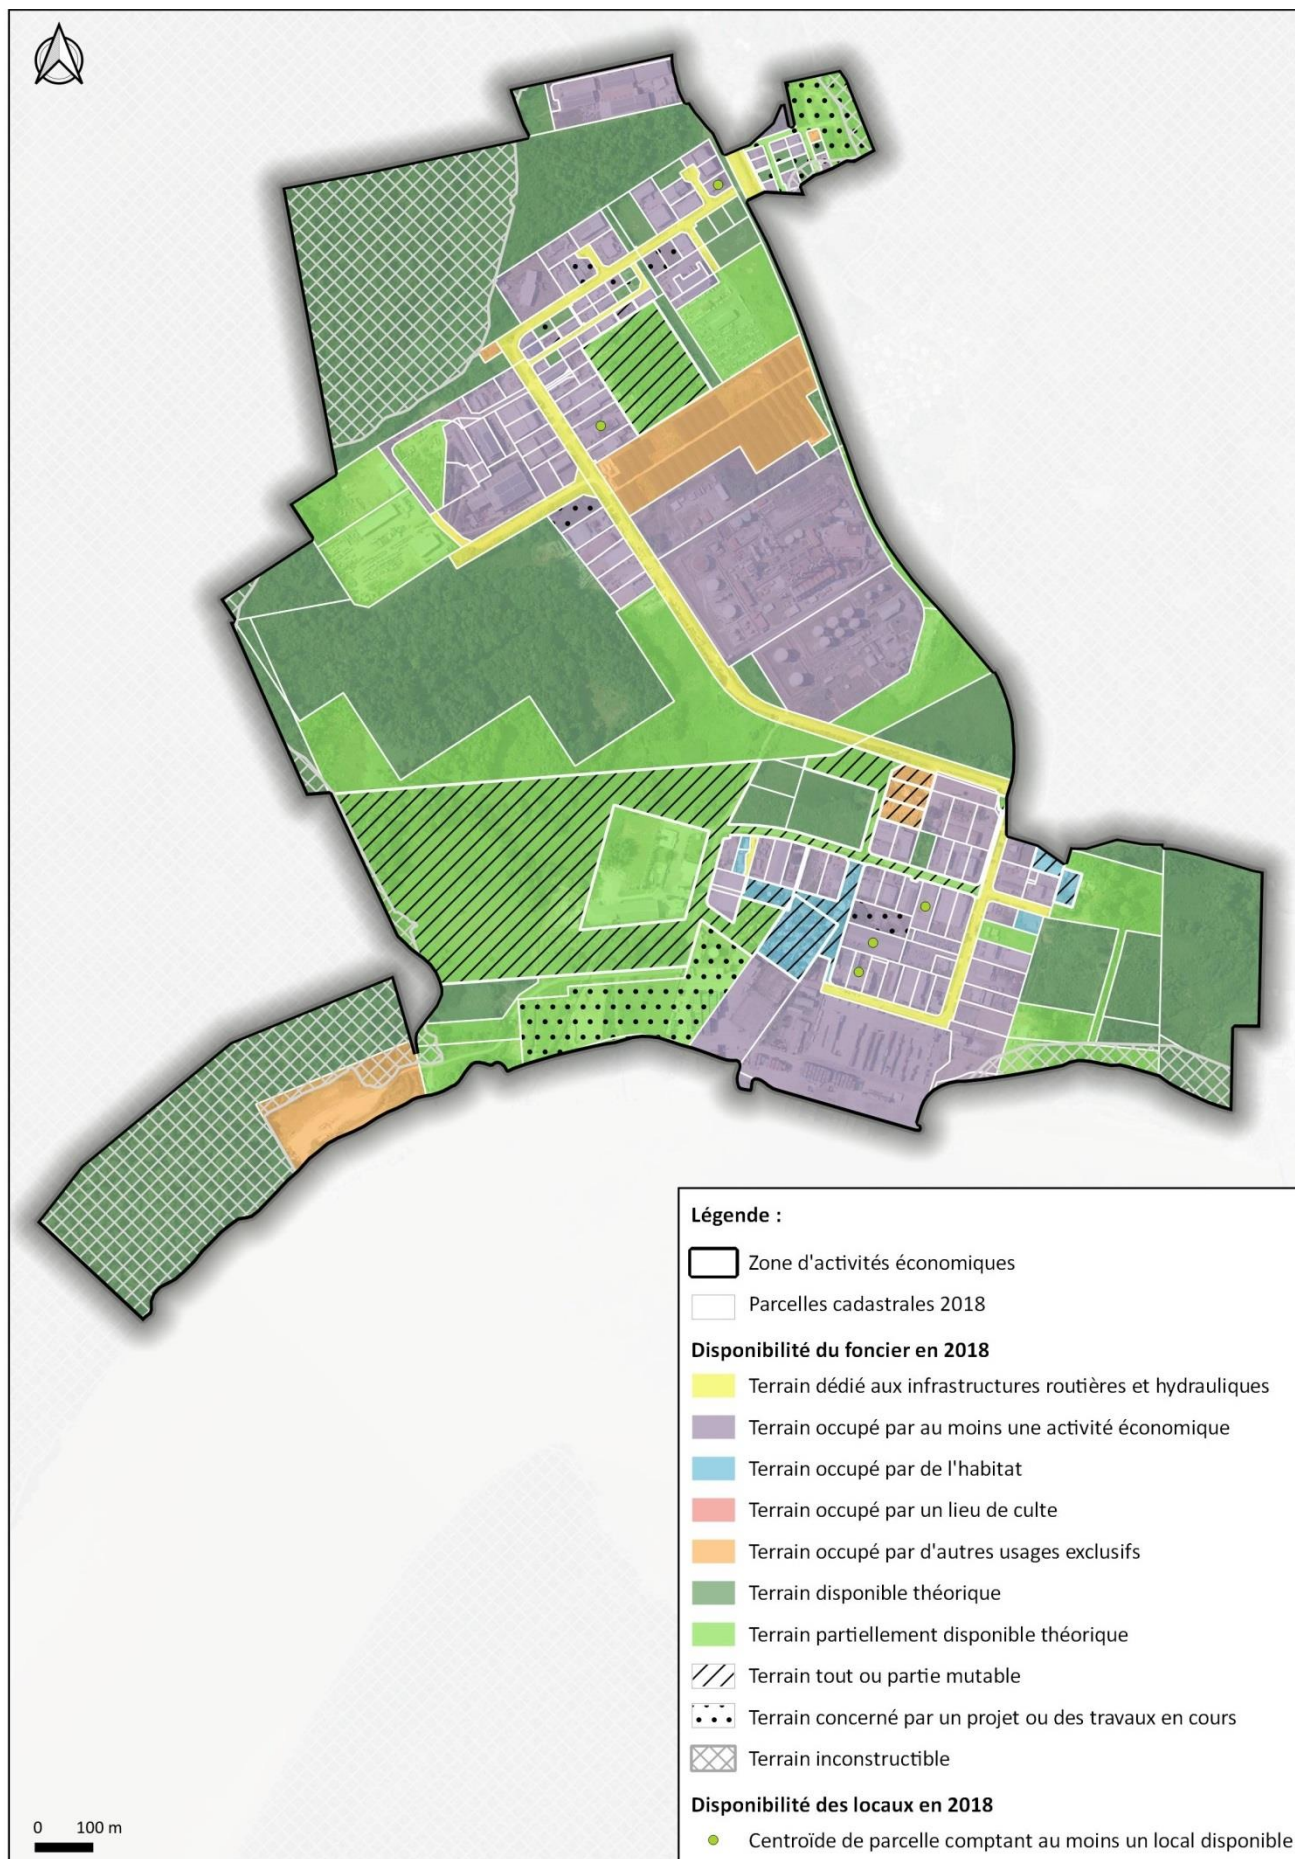 Légende :
Zone d'activités économiques
Parcelles cadastrales 2018
Disponibilité du foncier en 2018
Terrain dédié aux infrastructures routières et hydrauliques
Terrain occupé par au moins une activité économique
Terrain occupé par de l'habitat
Terrain occupé par un lieu de culte
Terrain occupé par d'autres usages exclusifs
Terrain disponible théorique
Terrain partiellement disponible théorique
Terrain tout ou partie mutable
Terrain concerné par un projet ou des travaux en cours
Terrain inconstructible
Disponibilité des locaux en 2018
Centroïde de parcelle comptant au moins un local disponible
0 100 m